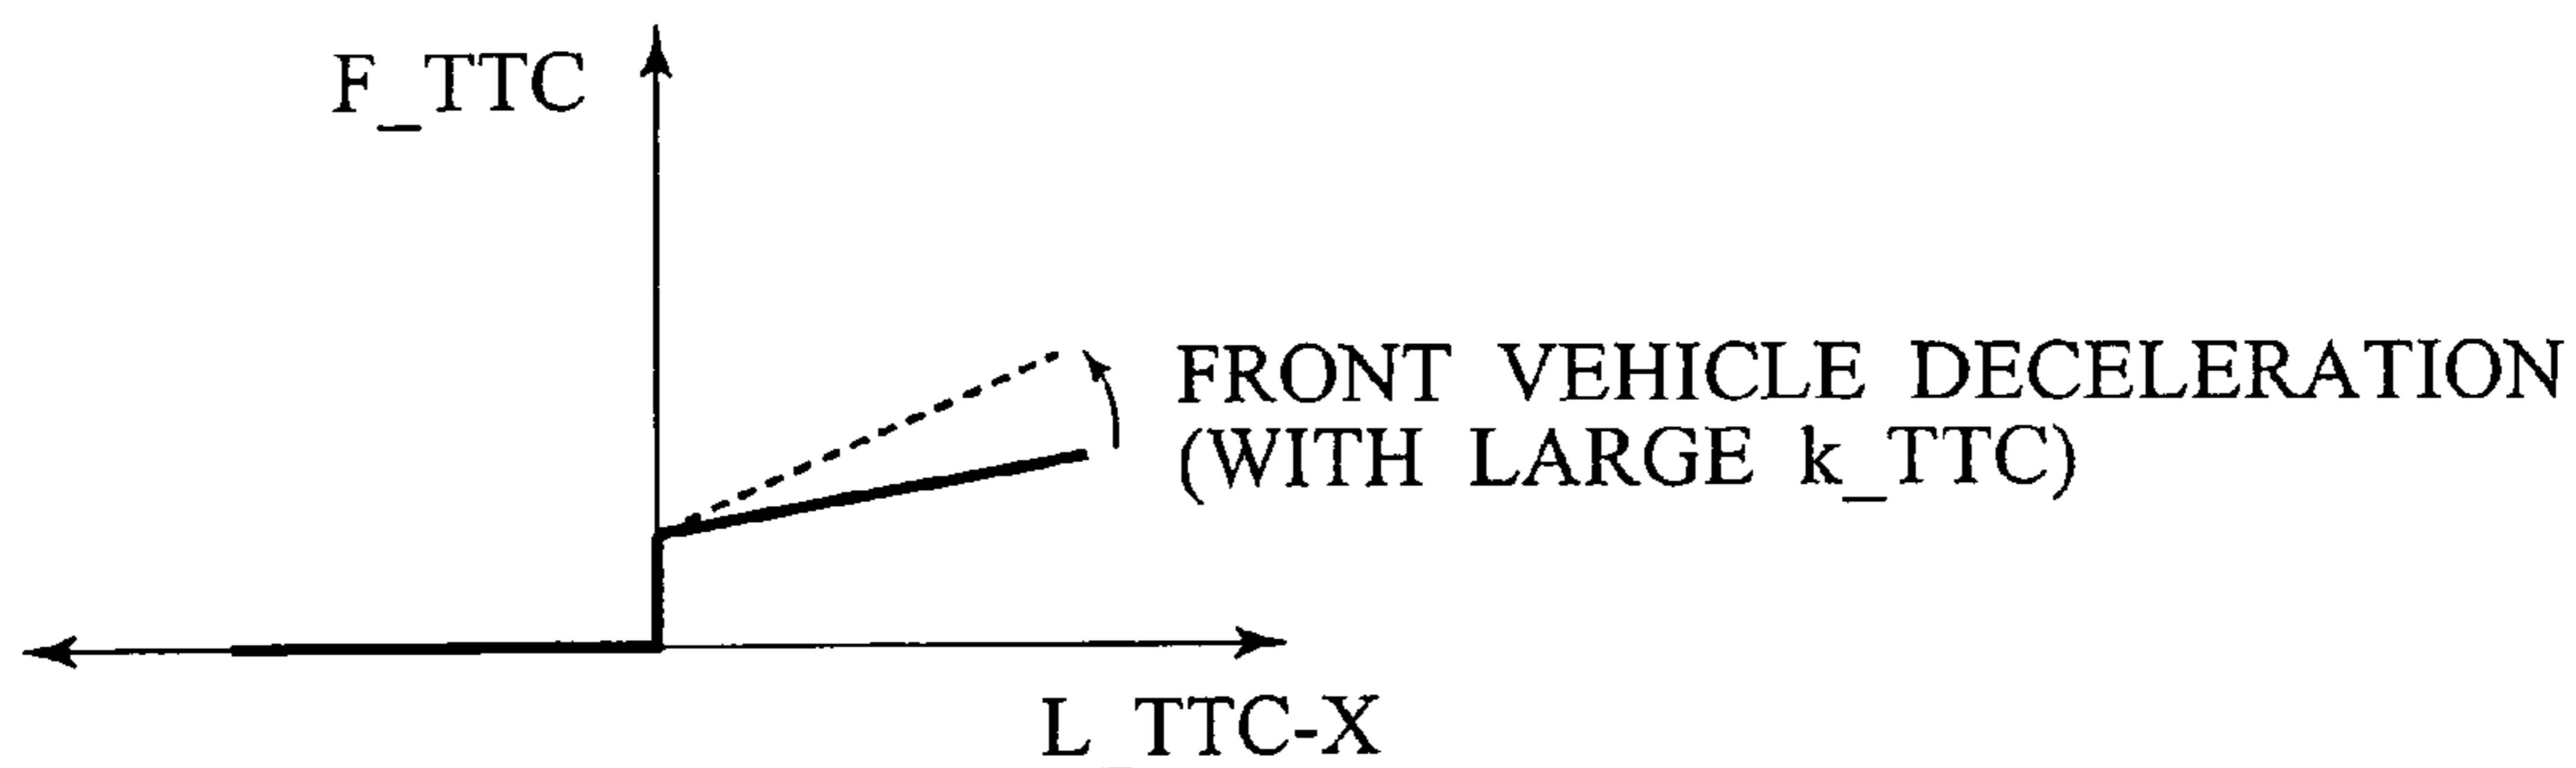 F_TTC
FRONT VEHICLE DECELERATION
(WITH LARGE k_TTC)
L_TTC-X